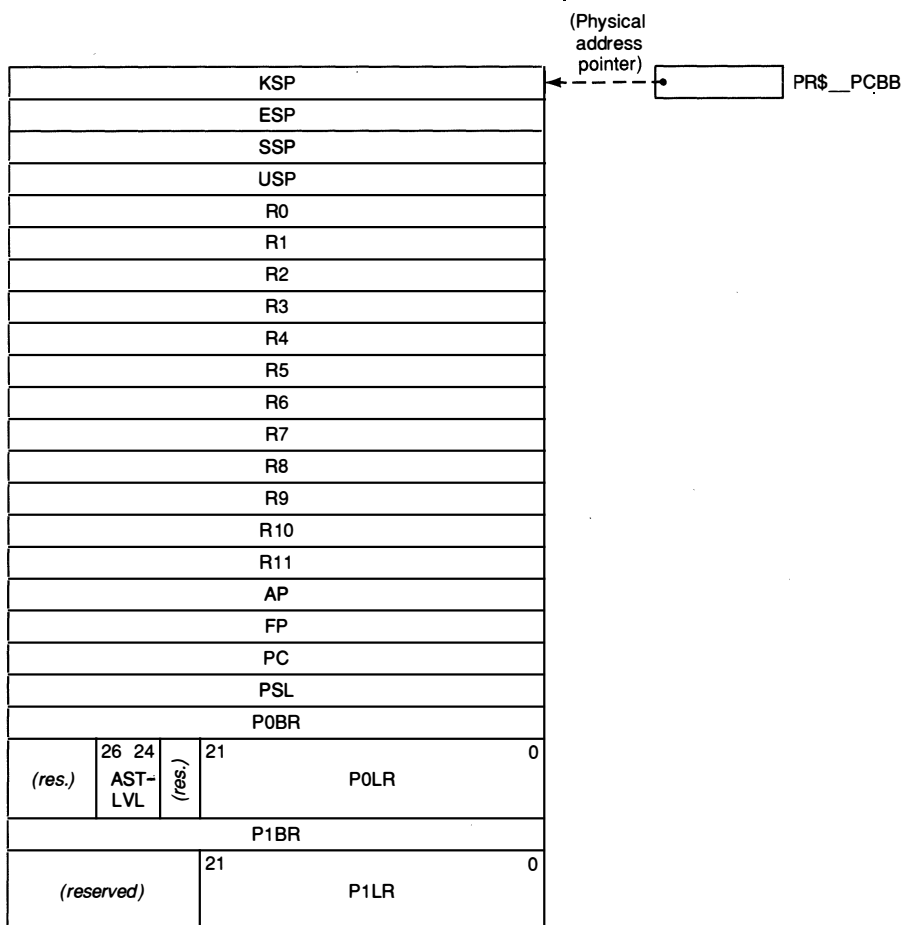 (Physical
address
pointer)
KSP
PR$__PCBB
ESP
SSP
USP
R0
R1
R2
R3
R4
R5
R6
R7
R8
R9
R10
R11
AP
FP
PC
PSL
P0BR
(res.)
26 24
AST-
LVL
(res.)
21 0
P0LR
P1BR
(reserved)
21 0
P1LR